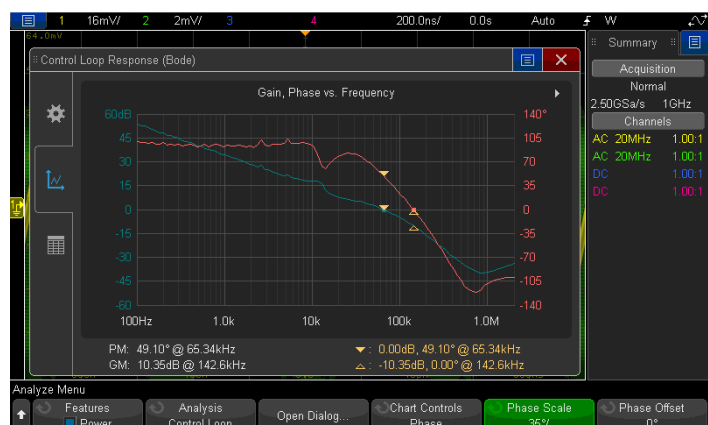 1 16mV/ 2 2mV/ 3 4 200.0ns/ 0.0s Auto W
64.0mV
Summary
Control Loop Response (Bode)
Acquisition
Normal
2.50GSa/s 1GHz
Channels
AC 20MHz 1.00:1
AC 20MHz 1.00:1
DC 1.00:1
DC 1.00:1
Gain, Phase vs. Frequency
60dB 140°
45 105
30 70
15 35
0 0
-15 -35
-30 -70
-45 -105
-60 -140
100Hz 1.0k 10k 100k 1.0M
PM: 49.10° @ 65.34kHz : 0.00dB, 49.10° @ 65.34kHz
GM: 10.35dB @ 142.6kHz : -10.35dB, 0.00° @ 142.6kHz
Analyze Menu
Features Analysis Open Dialog... Chart Controls Phase Scale Phase Offset
Power Control Loop Phase 35°/ 0°